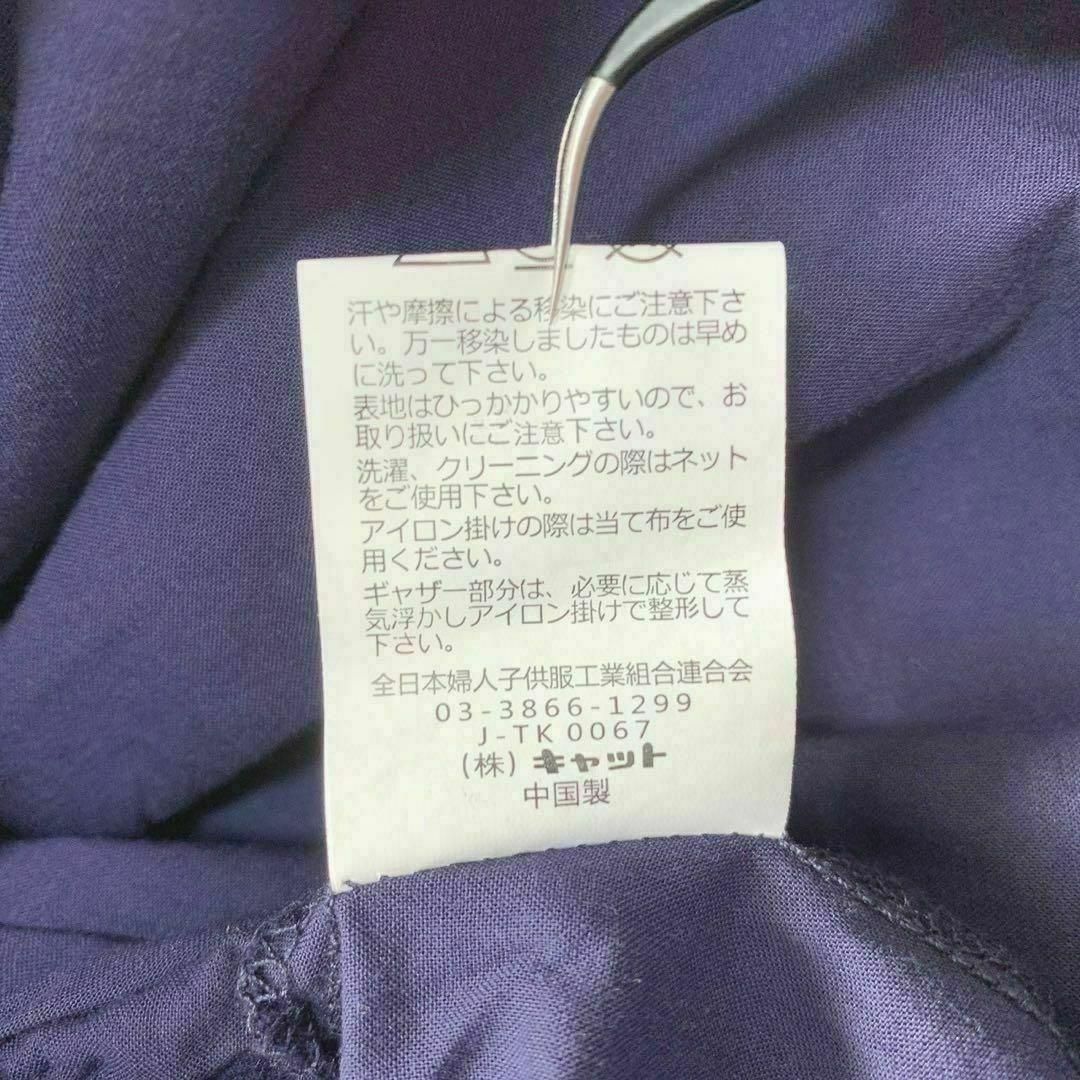 汗や摩擦による移染にご注意下さ
い。万一移染しましたものは早め
に洗って下さい。
表地はひっかかりやすいので、お
取り扱いにご注意下さい。
洗濯、クリーニングの際はネット
をご使用下さい。
アイロン掛けの際は当て布をご使
用ください。
ギャザー部分は、必要に応じて蒸
気浮かしアイロン掛けで整形して
下さい。
全日本婦人子供服工業組合連合会
03-3866-1299
J-TK0067
(株)キャット
中国製